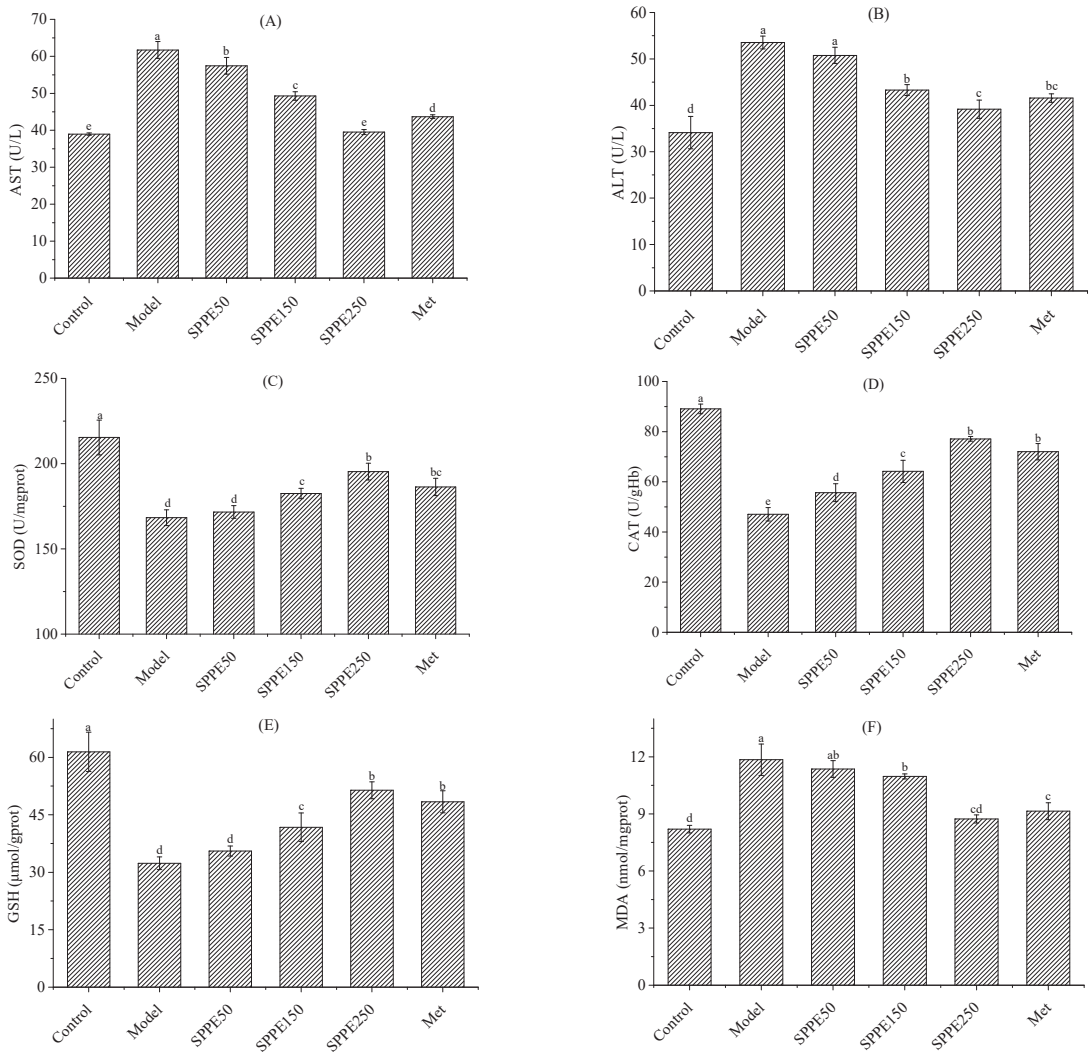 (A)
70
60
50
40
30
20
10
0
AST (U/L)
e
a
b
c
e
d
Control
Model
SPPE50
SPPE150
SPPE250
Met
(B)
60
50
40
30
20
10
0
ALT (U/L)
d
a
a
b
c
bc
Control
Model
SPPE50
SPPE150
SPPE250
Met
(C)
250
200
150
100
SOD (U/mgprot)
a
d
d
c
b
bc
Control
Model
SPPE50
SPPE150
SPPE250
Met
(D)
100
80
60
40
20
0
CAT (U/gHb)
a
e
d
c
b
b
Control
Model
SPPE50
SPPE150
SPPE250
Met
(E)
60
45
30
15
0
GSH (μmol/gprot)
a
d
d
c
b
b
Control
Model
SPPE50
SPPE150
SPPE250
Met
(F)
12
9
6
3
0
MDA (nmol/mgprot)
d
a
ab
b
cd
c
Control
Model
SPPE50
SPPE150
SPPE250
Met